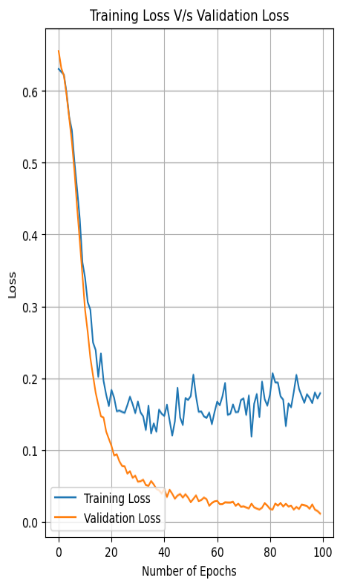 Training Loss V/s Validation Loss
0.6
0.5
0.4
0.3
0.2
0.1
0.0
Loss
Training Loss
Validation Loss
0 20 40 60 80 100
Number of Epochs